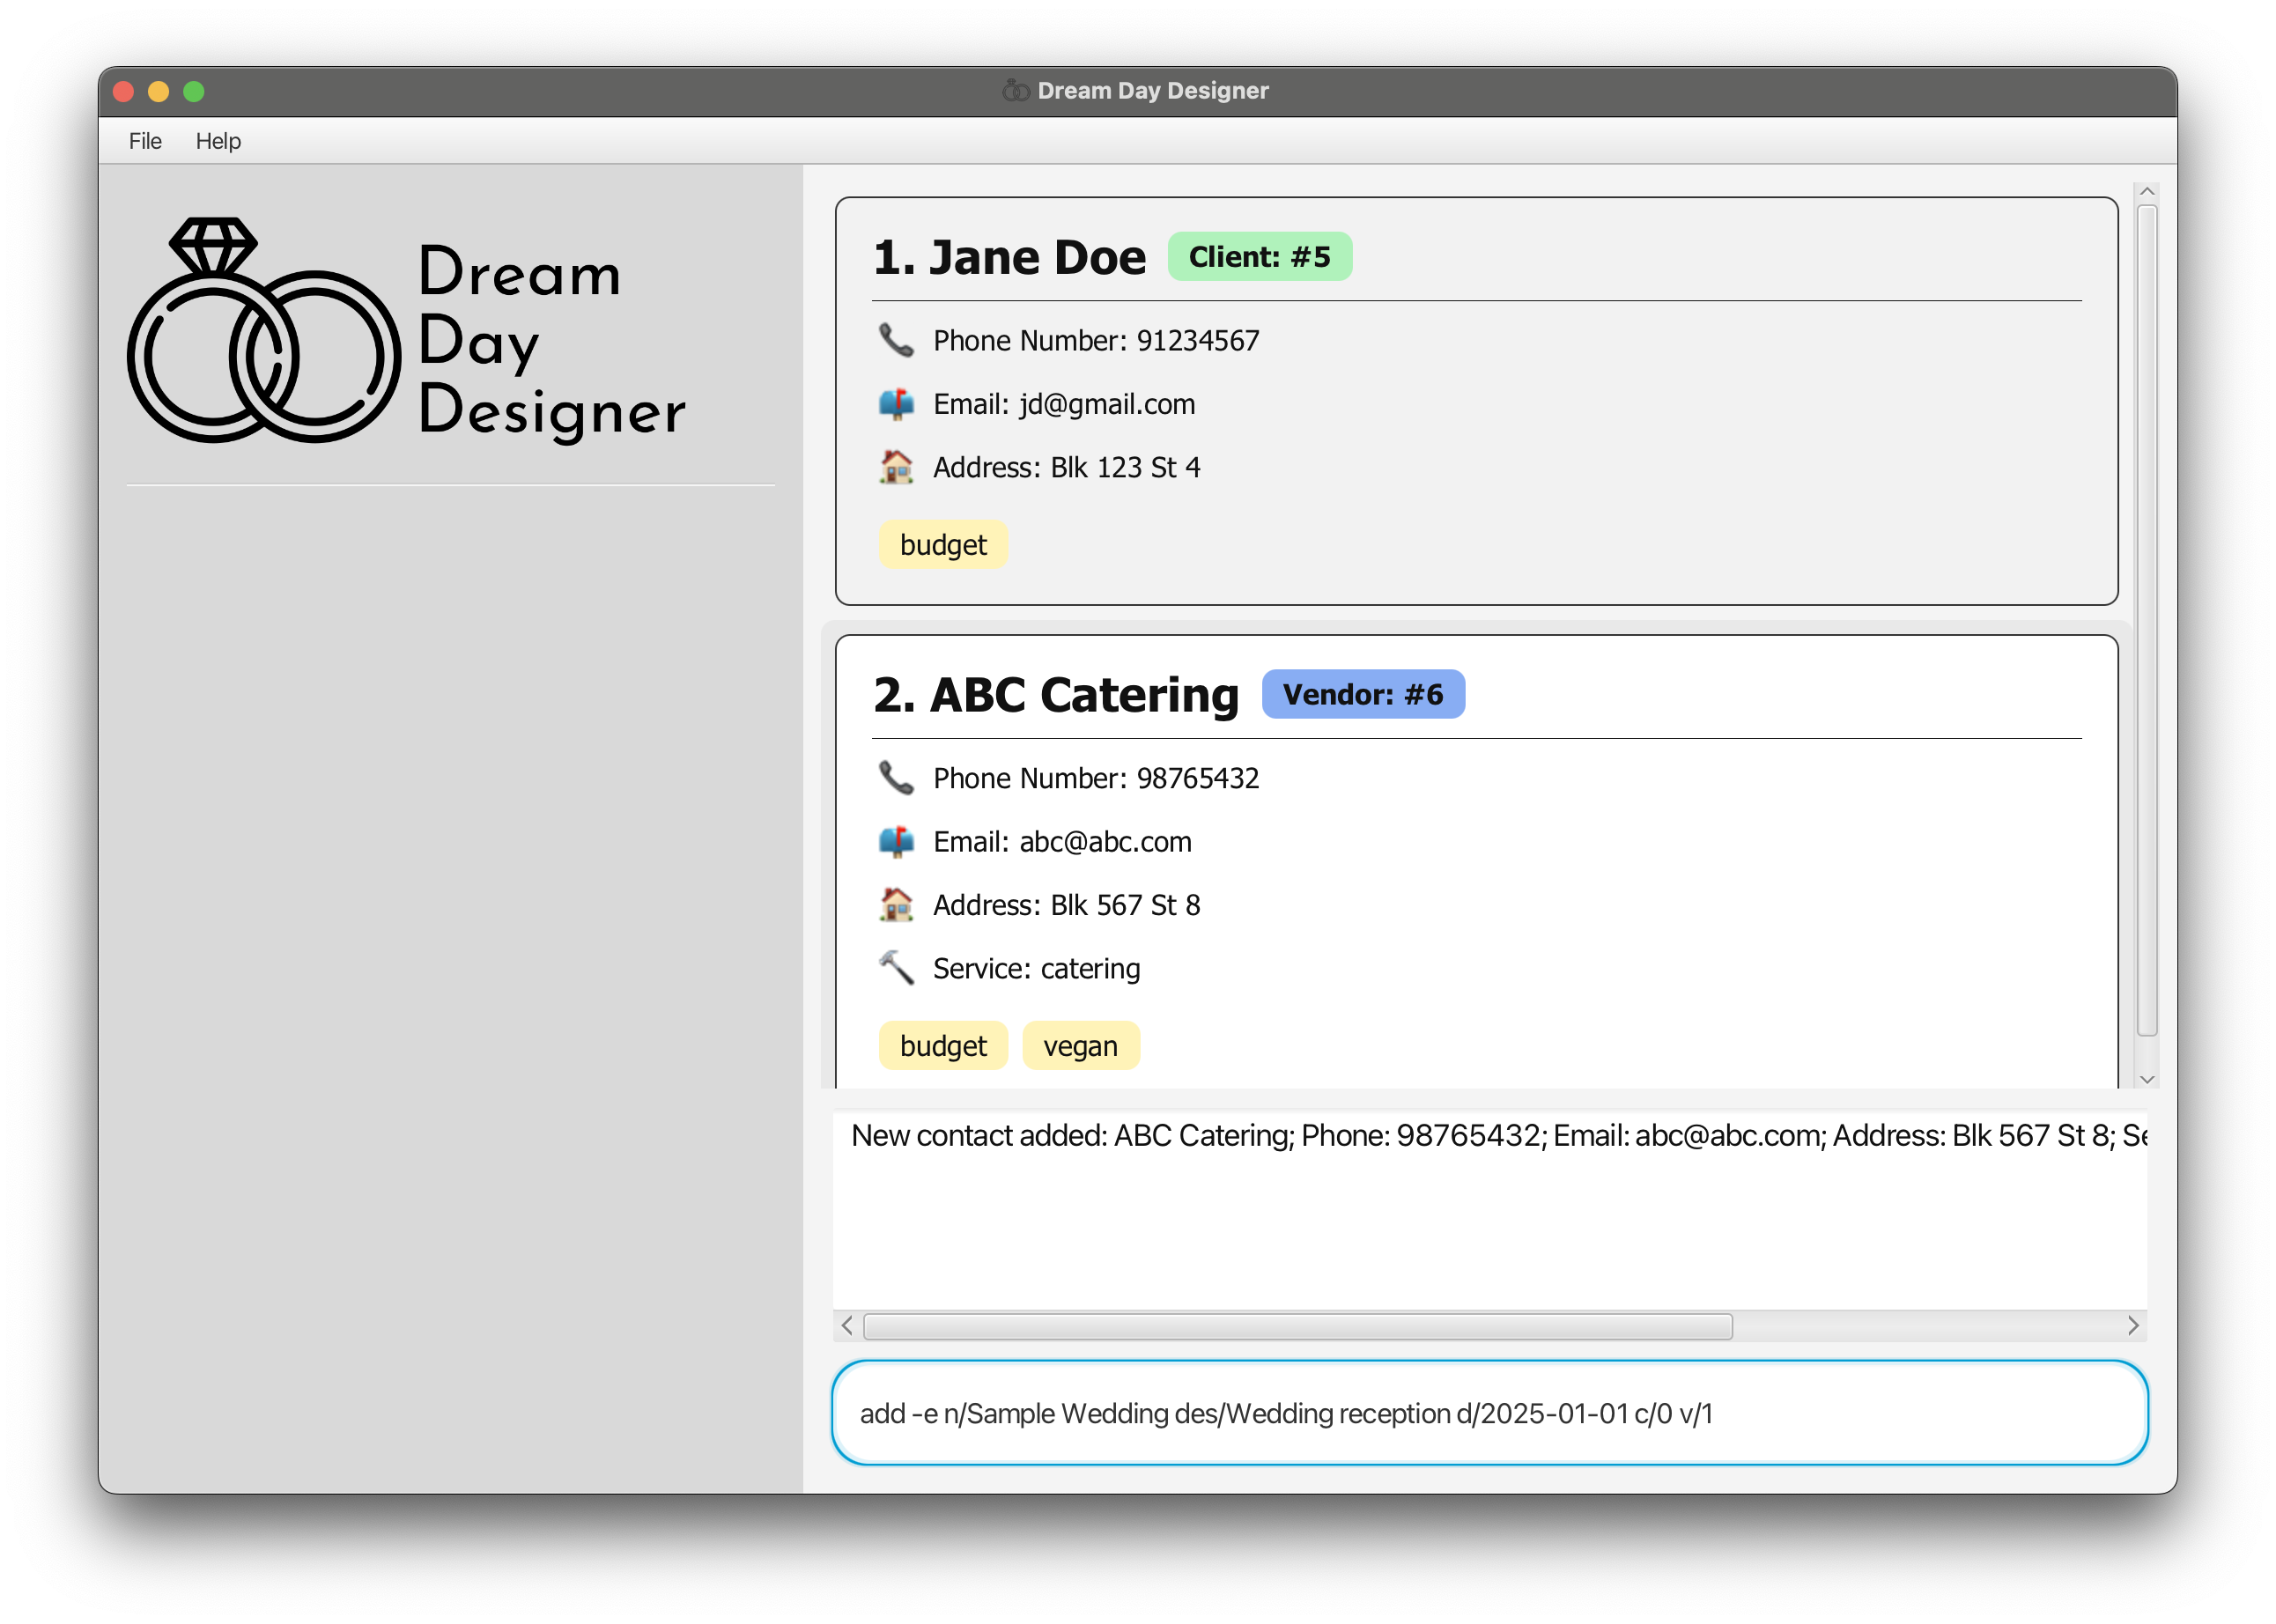 Dream Day Designer
File Help
Dream
Day
Designer
1. Jane Doe Client: #5
Phone Number: 91234567
Email: jd@gmail.com
Address: Blk 123 St 4
budget
2. ABC Catering Vendor: #6
Phone Number: 98765432
Email: abc@abc.com
Address: Blk 567 St 8
Service: catering
budget vegan
New contact added: ABC Catering; Phone: 98765432; Email: abc@abc.com; Address: Blk 567 St 8;
add -e n/Sample Wedding des/Wedding reception d/2025-01-01 c/0 v/1